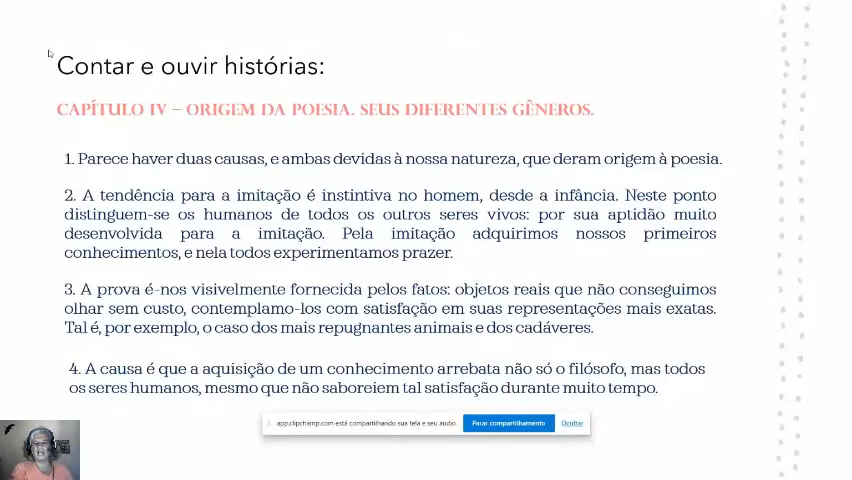 Contar e ouvir histórias:
CAPÍTULO IV – ORIGEM DA POESIA. SEUS DIFERENTES GÊNEROS.
1. Parece haver duas causas, e ambas devidas à nossa natureza, que deram origem à poesia.
2. A tendência para a imitação é instintiva no homem, desde a infância. Neste ponto
distinguem-se os humanos de todos os outros seres vivos: por sua aptidão muito
desenvolvida para a imitação. Pela imitação adquirimos nossos primeiros
conhecimentos, e nela todos experimentamos prazer.
3. A prova é-nos visivelmente fornecida pelos fatos: objetos reais que não conseguimos
olhar sem custo, contemplamo-los com satisfação em suas representações mais exatas.
Tal é, por exemplo, o caso dos mais repugnantes animais e dos cadáveres.
4. A causa é que a aquisição de um conhecimento arrebata não só o filósofo, mas todos
os seres humanos, mesmo que não saboreiem tal satisfação durante muito tempo.
app.clipchamp.com está compartilhando sua tela e seu áudio. Parar compartilhamento Ocultar